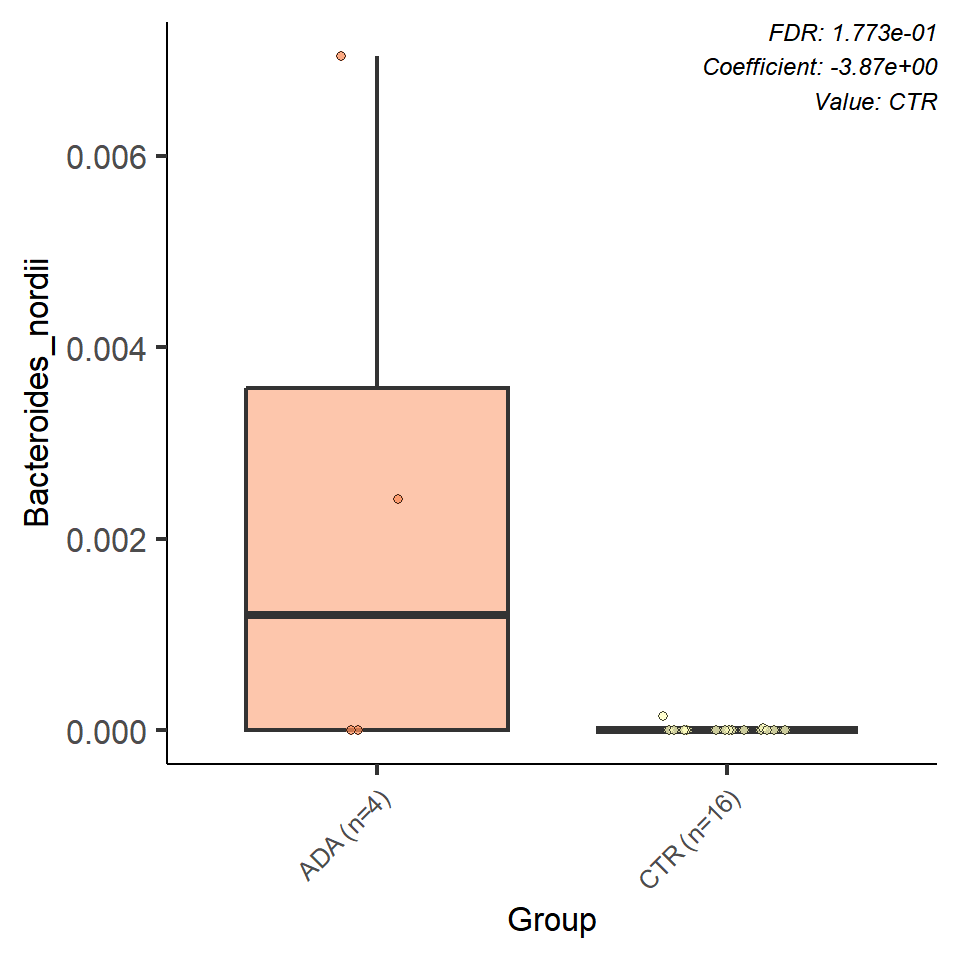 FDR: 1.773e-01
Coefficient: -3.87e+00
Value: CTR
Bacteroides_nordii
0.006
0.004
0.002
0.000
ADA (n=4)
CTR (n=16)
Group